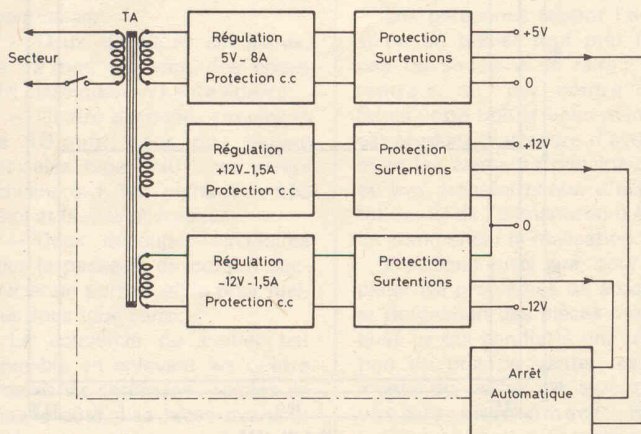 TA
Secteur
Régulation
5V - 8A
Protection c.c
Protection
Surtentions
+5V
0
Régulation
+12V-1,5A
Protection c.c
Protection
Surtentions
+12V
0
Régulation
-12V-1,5A
Protection c.c
Protection
Surtentions
-12V
Arrêt
Automatique